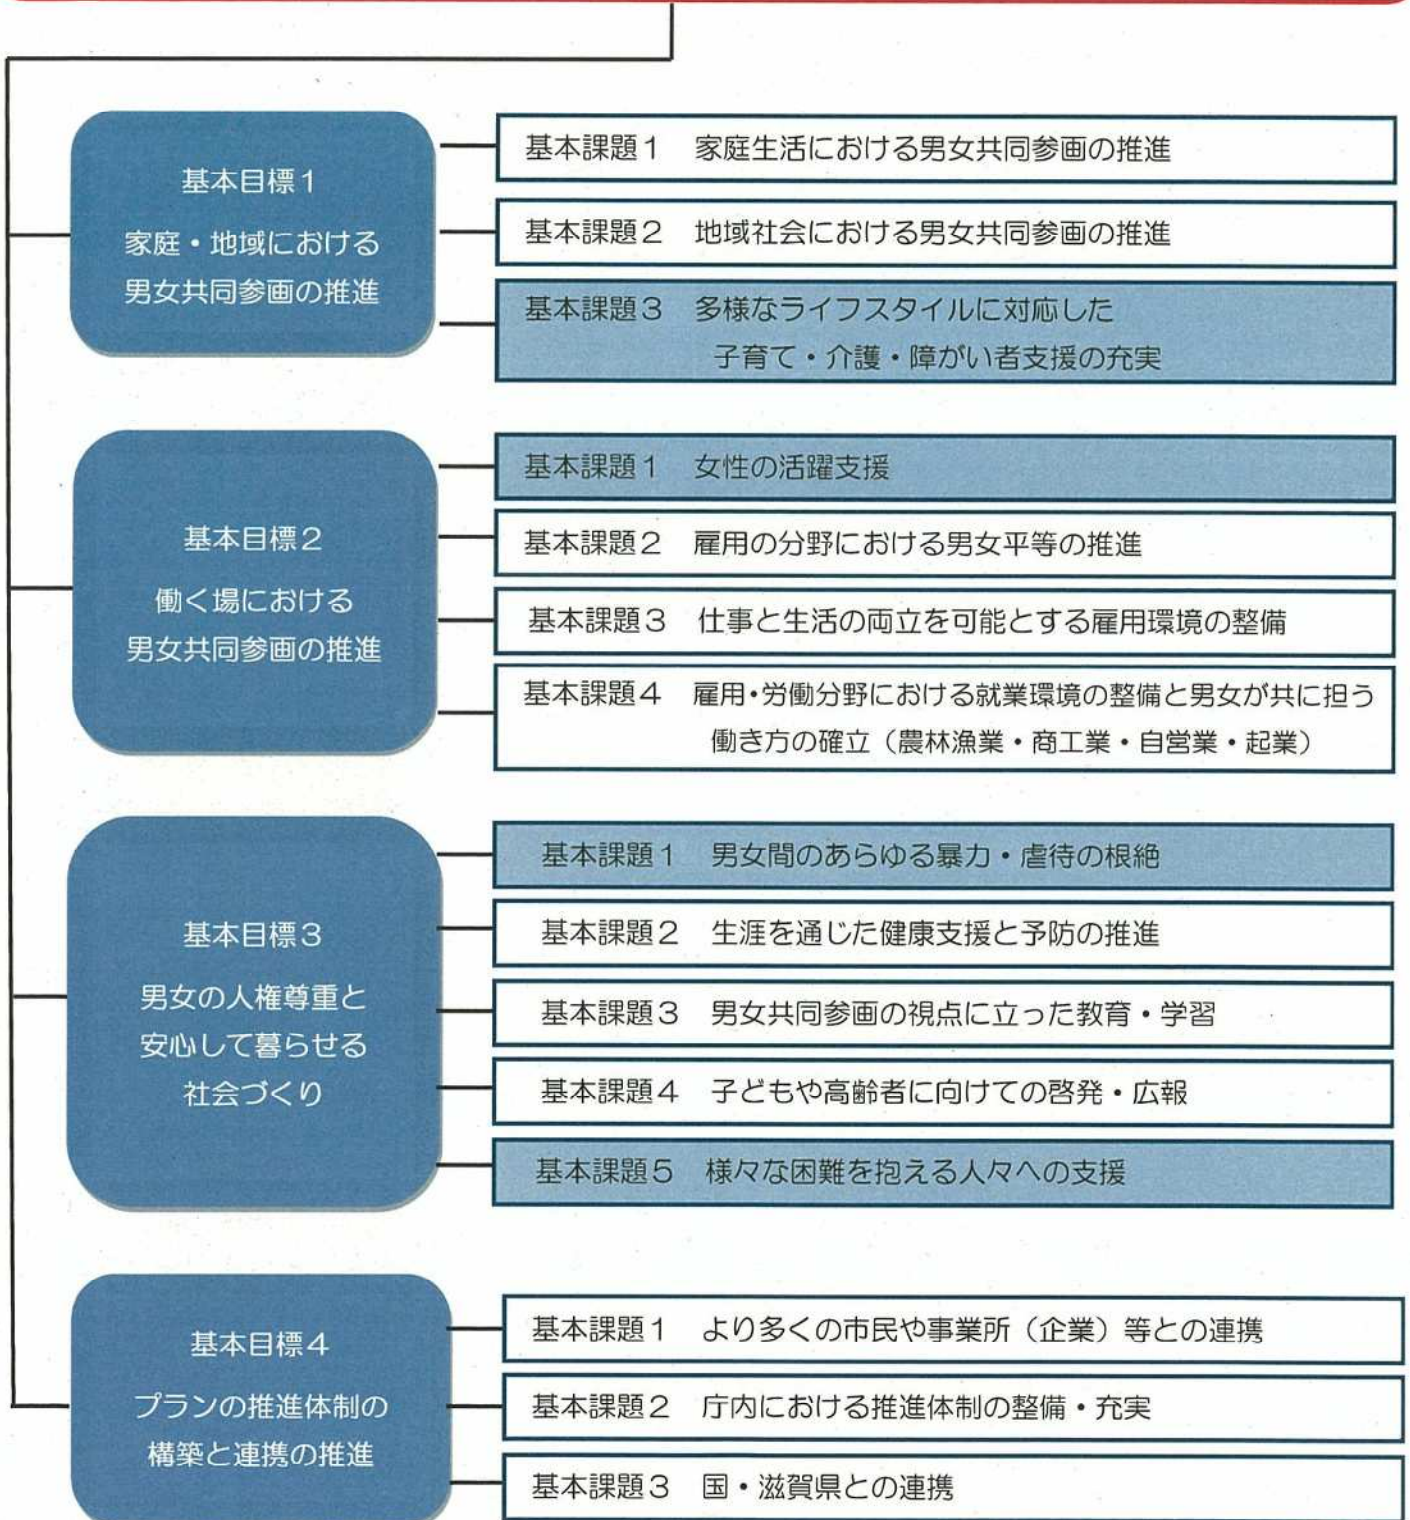 基本目標1
家庭・地域における
男女共同参画の推進
基本課題1 家庭生活における男女共同参画の推進
基本課題2 地域社会における男女共同参画の推進
基本課題3 多様なライフスタイルに対応した
子育て・介護・障がい者支援の充実
基本目標2
働く場における
男女共同参画の推進
基本課題1 女性の活躍支援
基本課題2 雇用の分野における男女平等の推進
基本課題3 仕事と生活の両立を可能とする雇用環境の整備
基本課題4 雇用・労働分野における就業環境の整備と男女が共に担う
働き方の確立(農林漁業・商工業・自営業・起業)
基本目標3
男女の人権尊重と
安心して暮らせる
社会づくり
基本課題1 男女間のあらゆる暴力・虐待の根絶
基本課題2 生涯を通じた健康支援と予防の推進
基本課題3 男女共同参画の視点に立った教育・学習
基本課題4 子どもや高齢者に向けての啓発・広報
基本課題5 様々な困難を抱える人々への支援
基本目標4
プランの推進体制の
構築と連携の推進
基本課題1 より多くの市民や事業所(企業)等との連携
基本課題2 庁内における推進体制の整備・充実
基本課題3 国・滋賀県との連携